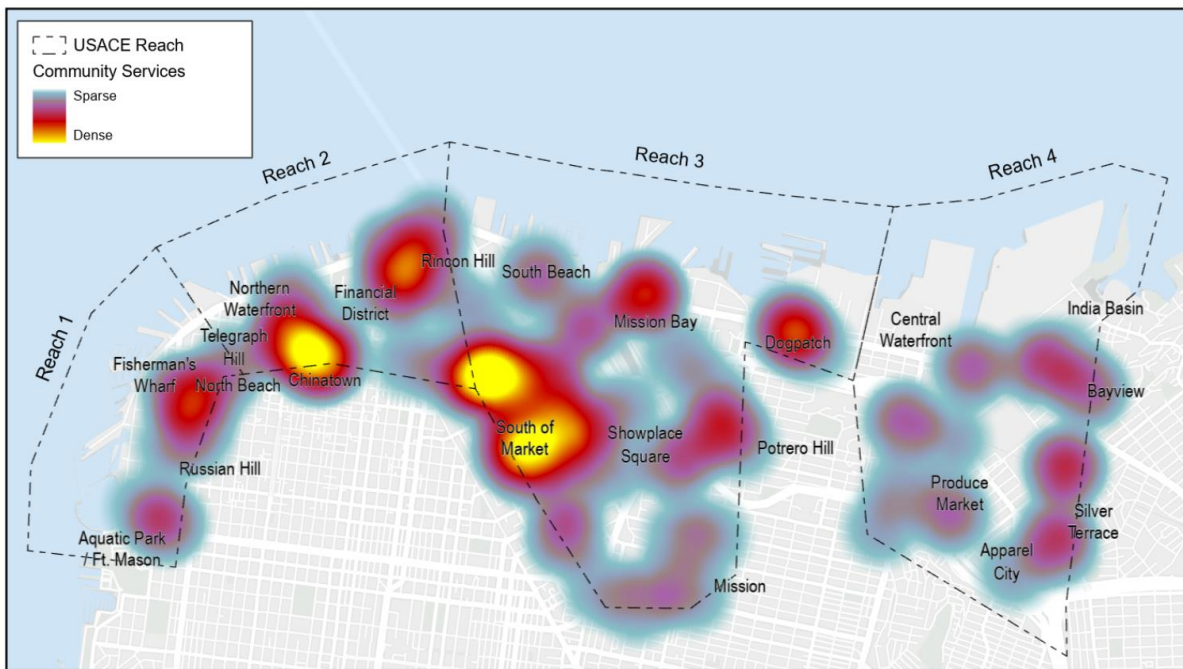 USACE Reach
Community Services
Sparse
Dense
Reach 1
Reach 2
Reach 3
Reach 4
Rincon Hill
South Beach
Northern
Waterfront
Financial
District
Mission Bay
India Basin
Telegraph
Hill
Central
Waterfront
Dogpatch
Fisherman's
Wharf
North Beach
Chinatown
Bayview
South of
Market
Showplace
Square
Potrero Hill
Russian Hill
Produce
Market
Silver
Terrace
Aquatic Park
Ft. Mason
Apparel
City
Mission